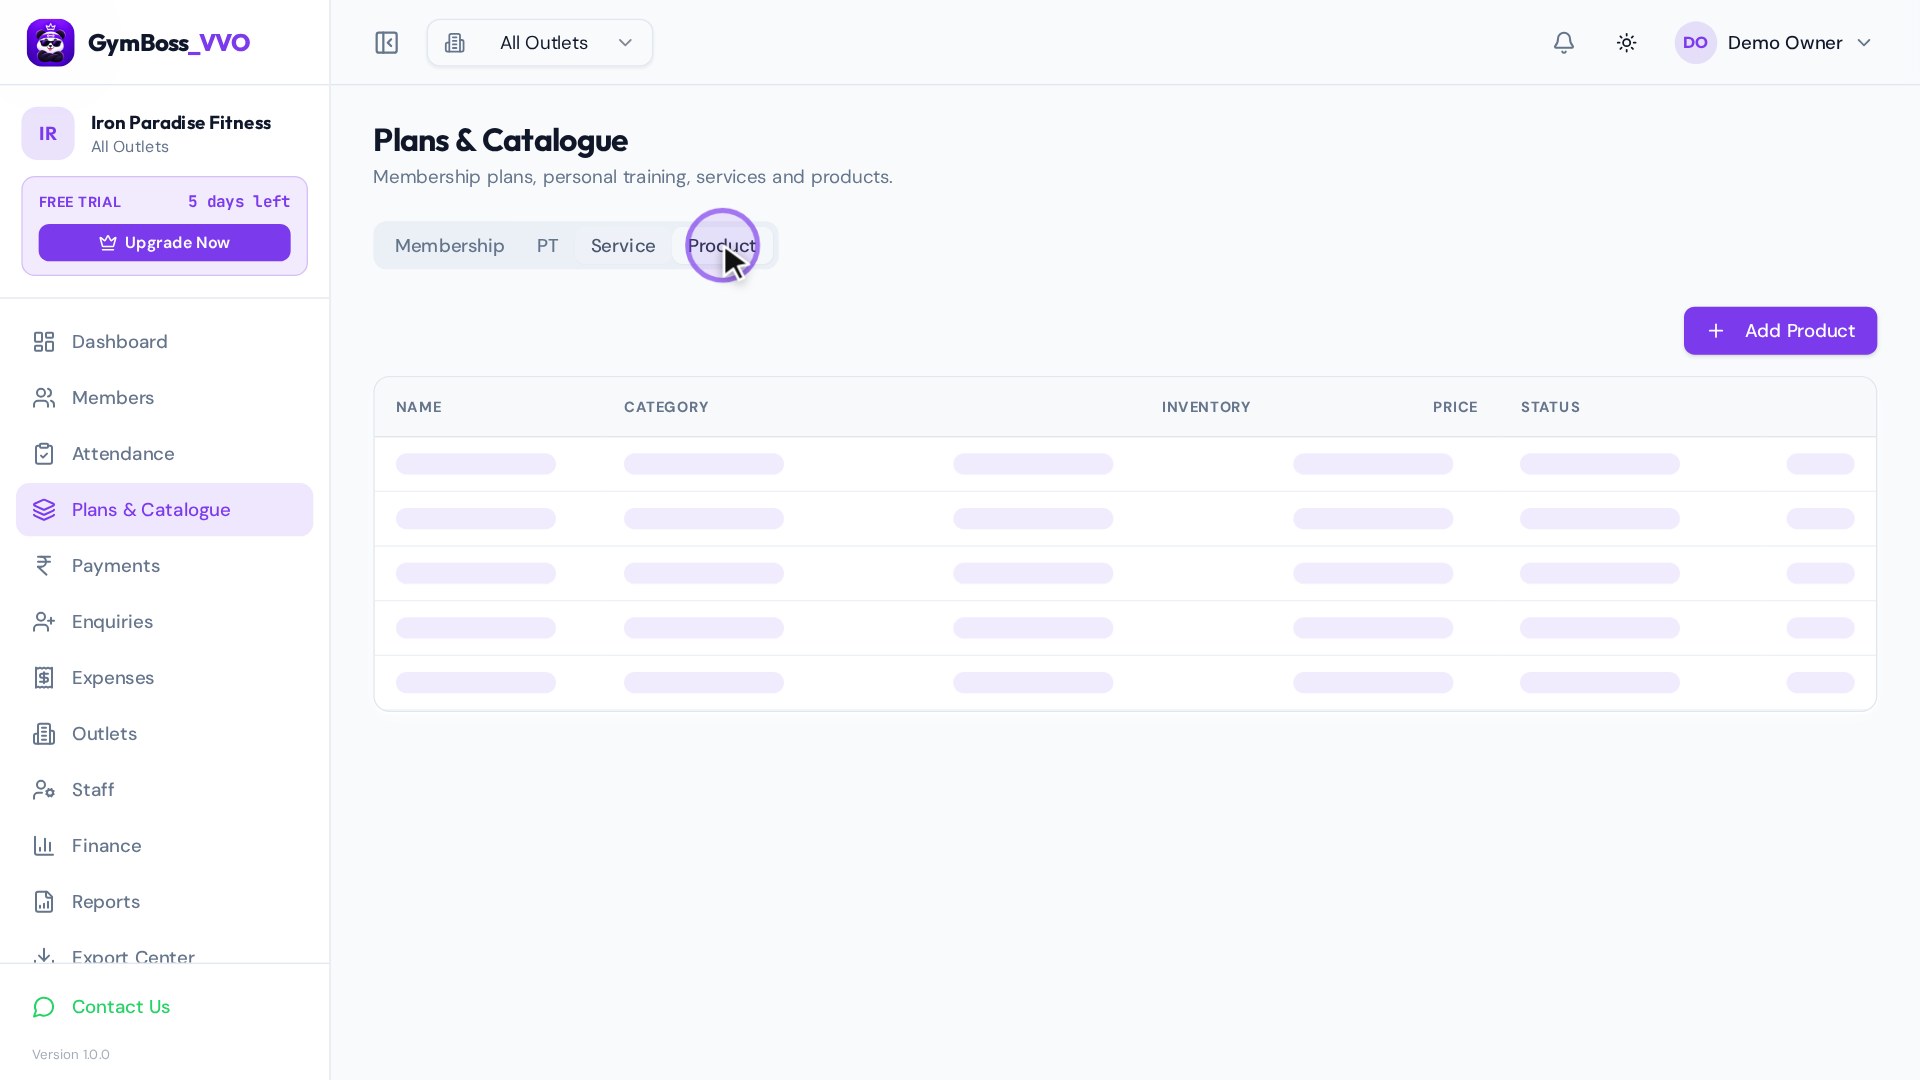 GymBoss_VVO
All Outlets
DO
Demo Owner
IR
Iron Paradise Fitness
All Outlets
FREE TRIAL
5 days left
Upgrade Now
Dashboard
Members
Attendance
Plans & Catalogue
Payments
Enquiries
Expenses
Outlets
Staff
Finance
Reports
Export Center
Contact Us
Version 1.0.0
Plans & Catalogue
Membership plans, personal training, services and products.
Membership
PT
Service
Product
Add Product
NAME
CATEGORY
INVENTORY
PRICE
STATUS